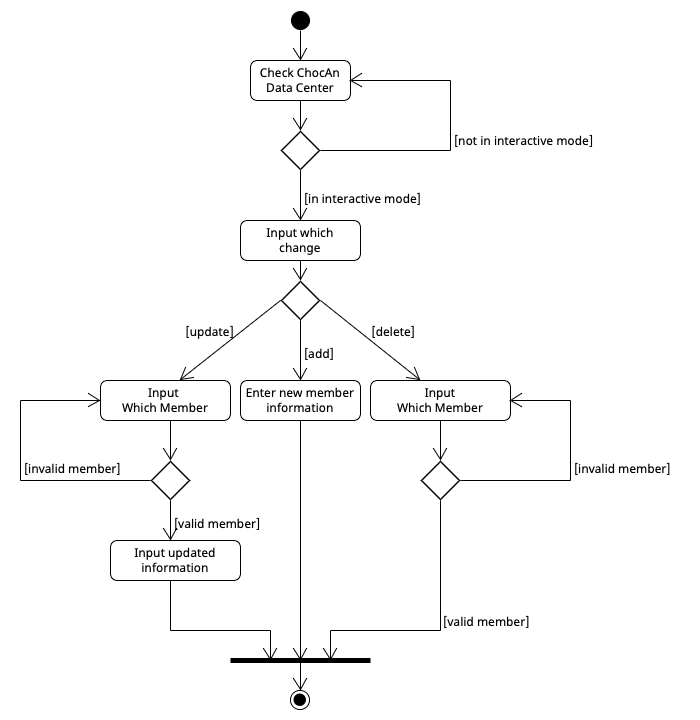 Check ChocAn
Data Center
[not in interactive mode]
[in interactive mode]
Input which
change
[update]
[add]
[delete]
Input
Which Member
Enter new member
information
Input
Which Member
[invalid member]
[invalid member]
[valid member]
Input updated
information
[valid member]